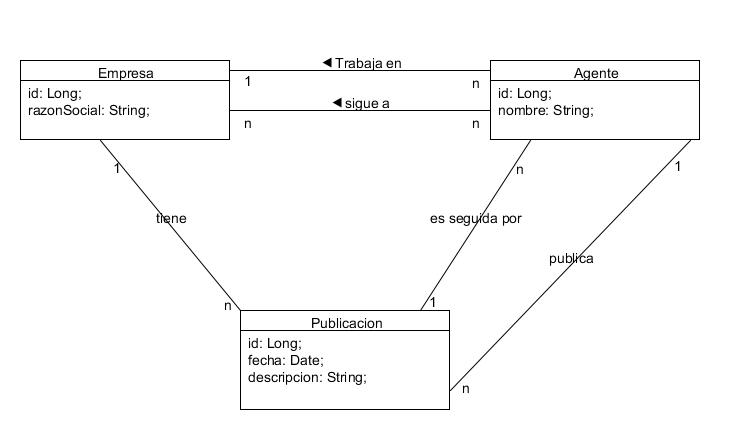 ◄ Trabaja en
Empresa
Agente
1
n
id: Long;
razonSocial: String;
◄ sigue a
id: Long;
nombre: String;
n
n
1
n
1
tiene
es seguida por
publica
n
1
Publicacion
id: Long;
fecha: Date;
descripcion: String;
n